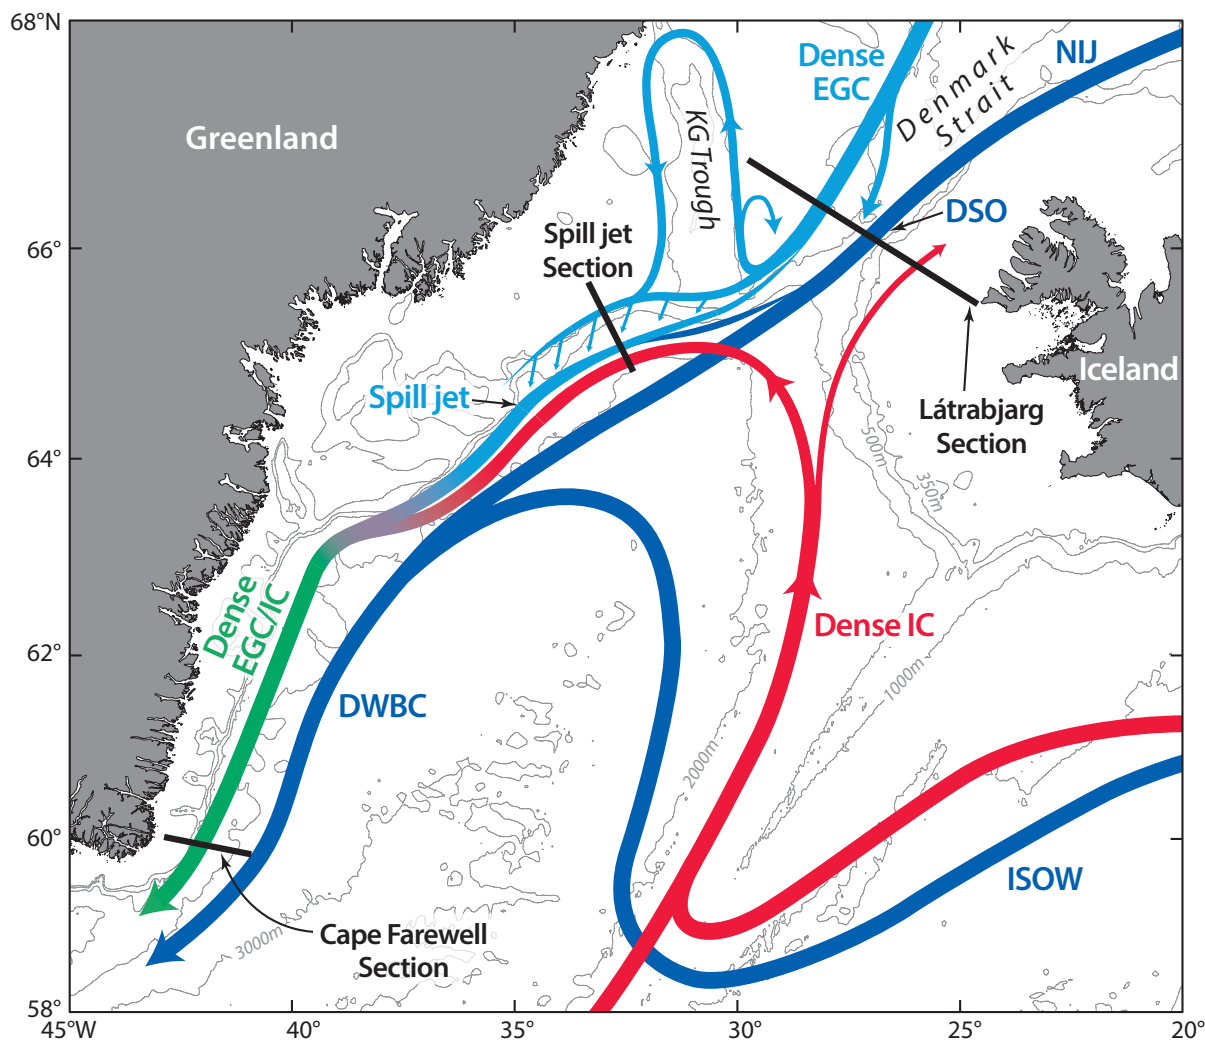 68°N
66°
64°
62°
60°
58°
45°W
40°
35°
30°
25°
20°
Greenland
Dense
EGC
Denmark
Strait
NIJ
KG Trough
DSO
Spill jet
Section
Iceland
Spill jet
Látrabjarg
Section
500m
350m
Dense
EGC/IC
Dense IC
1000m
DWBC
2000m
ISOW
Cape Farewell
Section
3000m